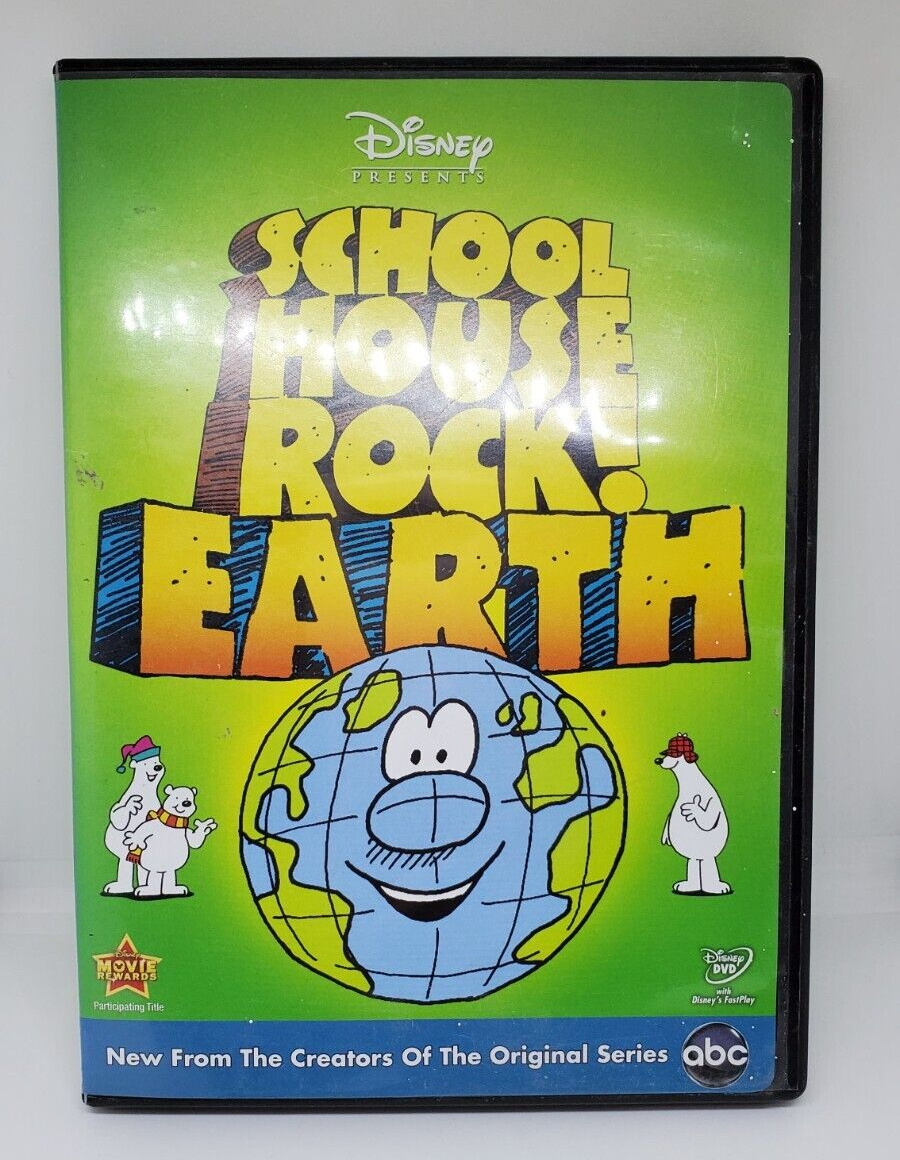 Disney
PRESENTS
SCHOOL
HOUSE
ROCK!
EARTH
Disney
MOVIE
REWARDS
Participating Title
Disney
DVD
with
Disney's FastPlay
New From The Creators Of The Original Series
abc